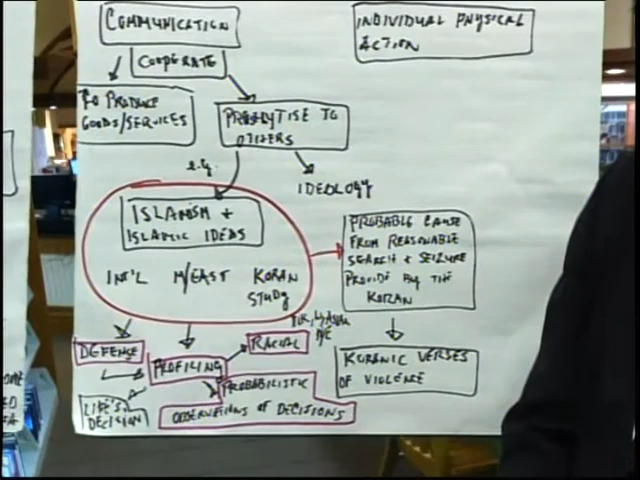 COMMUNICATION
INDIVIDUAL PHYSICAL
ACTION
COOPERATE
TO PRODUCE
GOODS/SERVICES
PROSELYTISE TO
OTHERS
e.g.
IDEOLOGY
ISLAMISM +
ISLAMIC IDEAS
INT'L M/EAST KORAN
STUDY
PROBABLE CAUSE
FROM REASONABLE
SEARCH & SEIZURE
PROVIDE BY THE
KORAN
DEFENSE
PROFILING
RACIAL
PROBABILISTIC
OBSERVATIONS OF DECISIONS
LIFE'S
DECISION
KORANIC VERSES
OF VIOLENCE